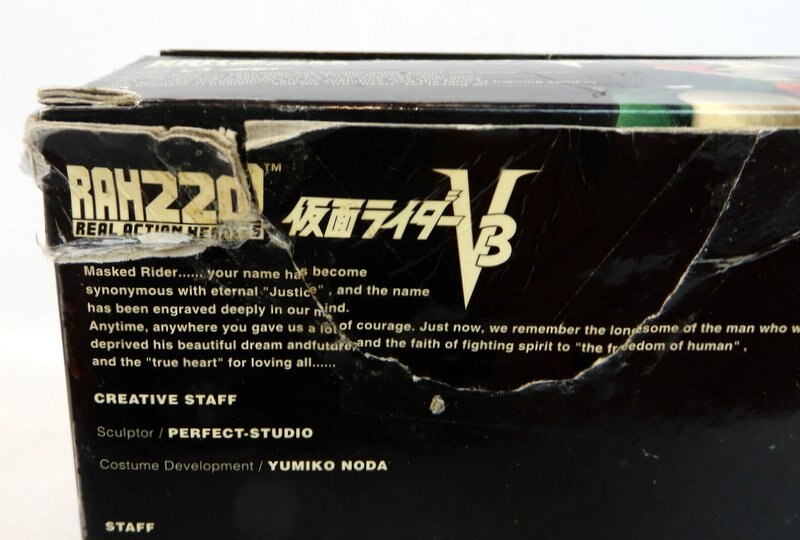 RAH220 ™
REAL ACTION HEROES
仮面ライダーV3
Masked Rider...... your name has become
synonymous with eternal "Justice" , and the name
has been engraved deeply in our mind.
Anytime, anywhere you gave us a lot of courage. Just now, we remember the lonesome of the man who w
deprived his beautiful dream andfuture,and the faith of fighting spirit to "the freedom of human" ,
and the "true heart" for loving all......
CREATIVE STAFF
Sculptor / PERFECT-STUDIO
Costume Development / YUMIKO NODA
STAFF